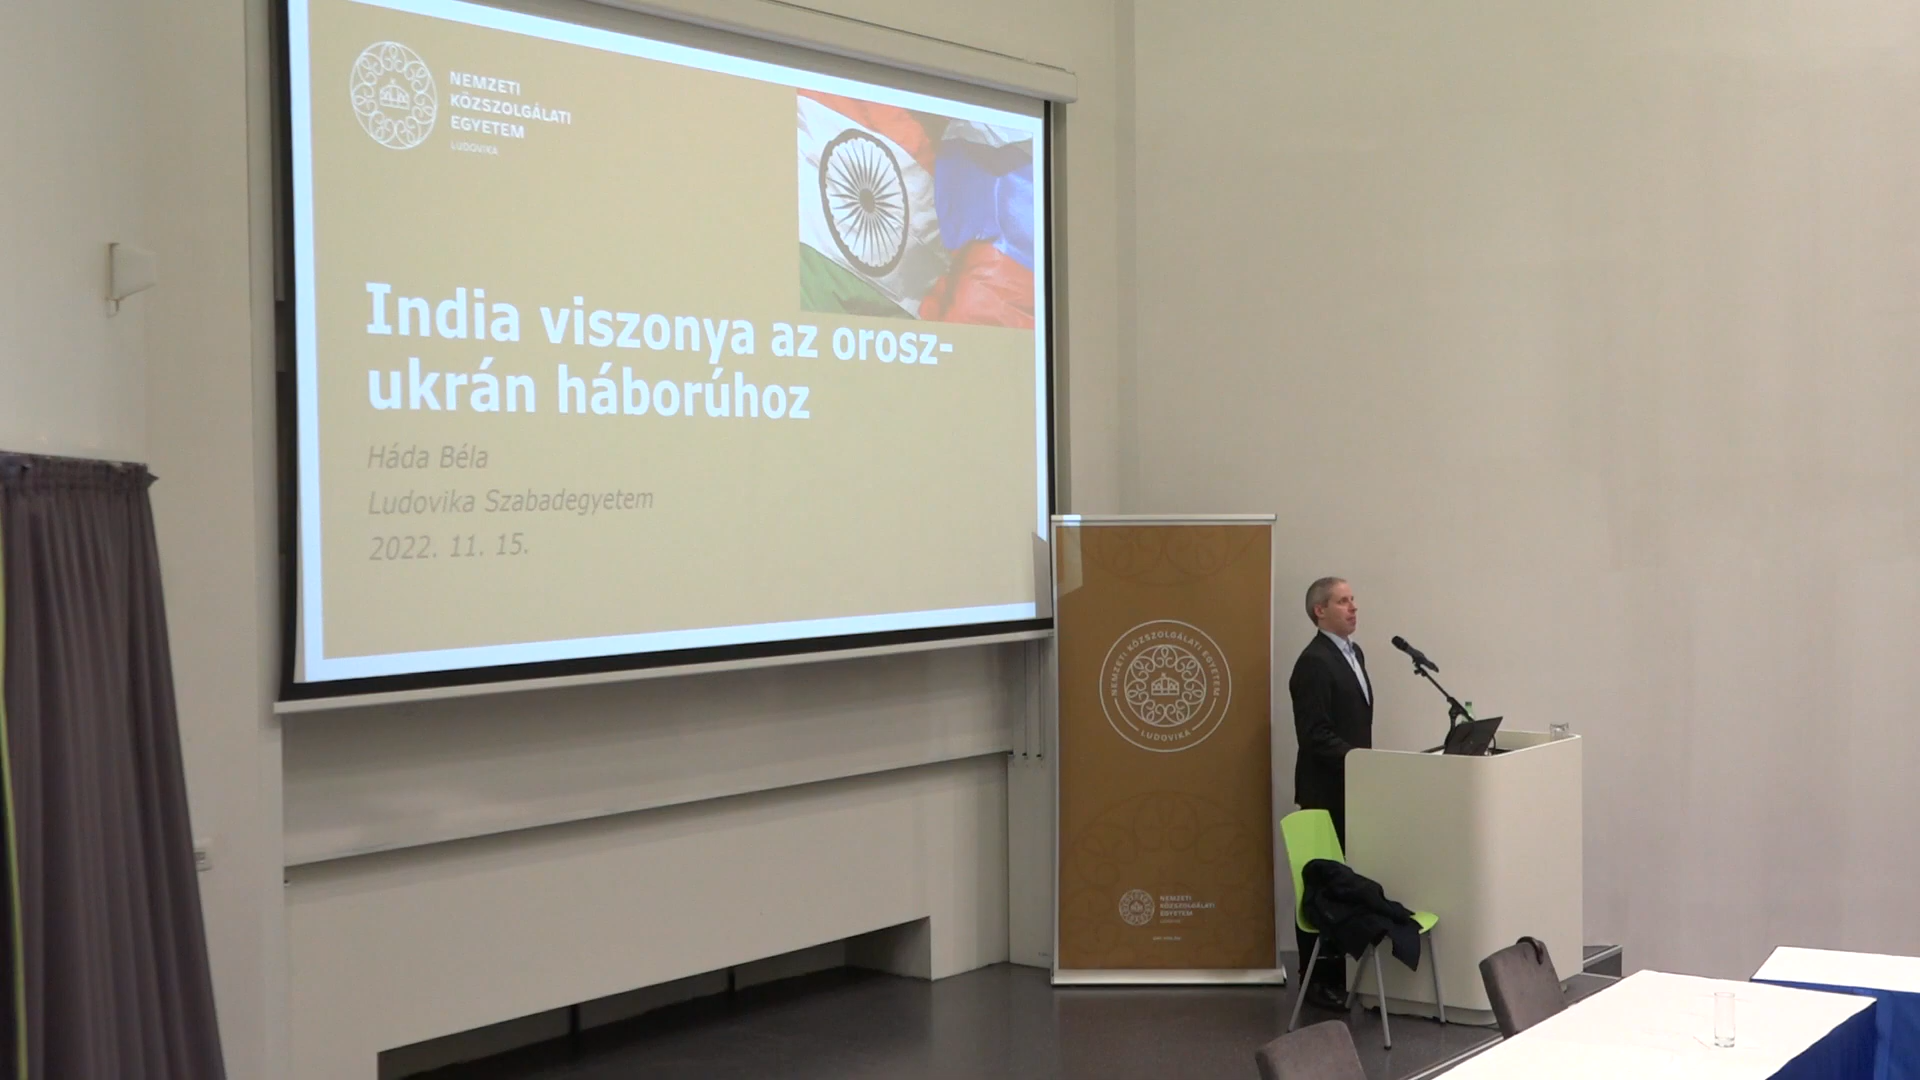 NEMZETI
KÖZSZOLGÁLATI
EGYETEM
LUDOVIKA
India viszonya az orosz-
ukrán háborúhoz
Háda Béla
Ludovika Szabadegyetem
2022. 11. 15.
NEMZETI KÖZSZOLGÁLATI EGYETEM
LUDOVIKA
NEMZETI
KÖZSZOLGÁLATI
EGYETEM